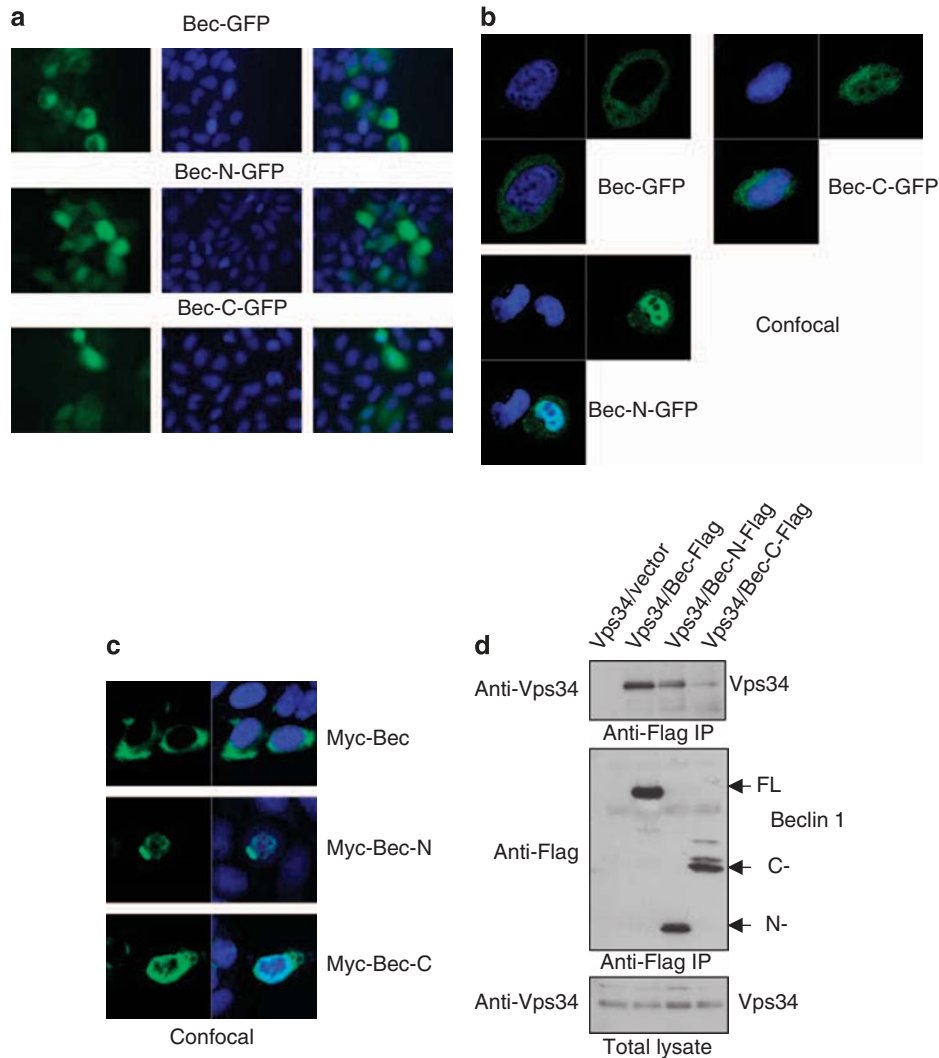 a
Bec-GFP
Bec-N-GFP
Bec-C-GFP
b
Bec-GFP
Bec-C-GFP
Confocal
Bec-N-GFP
c
Myc-Bec
Myc-Bec-N
Myc-Bec-C
Confocal
d
Vps34/vector
Vps34/Bec-Flag
Vps34/Bec-N-Flag
Vps34/Bec-C-Flag
Anti-Vps34
Vps34
Anti-Flag IP
FL
Beclin 1
Anti-Flag
C-
N-
Anti-Flag IP
Anti-Vps34
Vps34
Total lysate